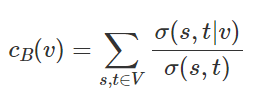 c_B(v) = \sum_{s,t \in V} \frac{\sigma(s,t|v)}{\sigma(s,t)}